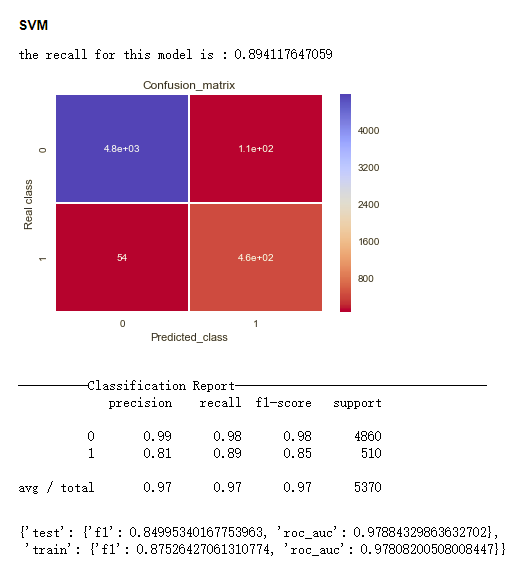 SVM
the recall for this model is : 0.894117647059
Confusion_matrix
0
4.8e+03
1.1e+02
1
54
4.6e+02
Real class
0
1
Predicted_class
4000
3200
2400
1600
800
Classification Report
precision recall f1-score support
0 0.99 0.98 0.98 4860
1 0.81 0.89 0.85 510
avg / total 0.97 0.97 0.97 5370
{'test': {'f1': 0.84995340167753963, 'roc_auc': 0.97884329863632702},
'train': {'f1': 0.87526427061310774, 'roc_auc': 0.97808200508008447}}